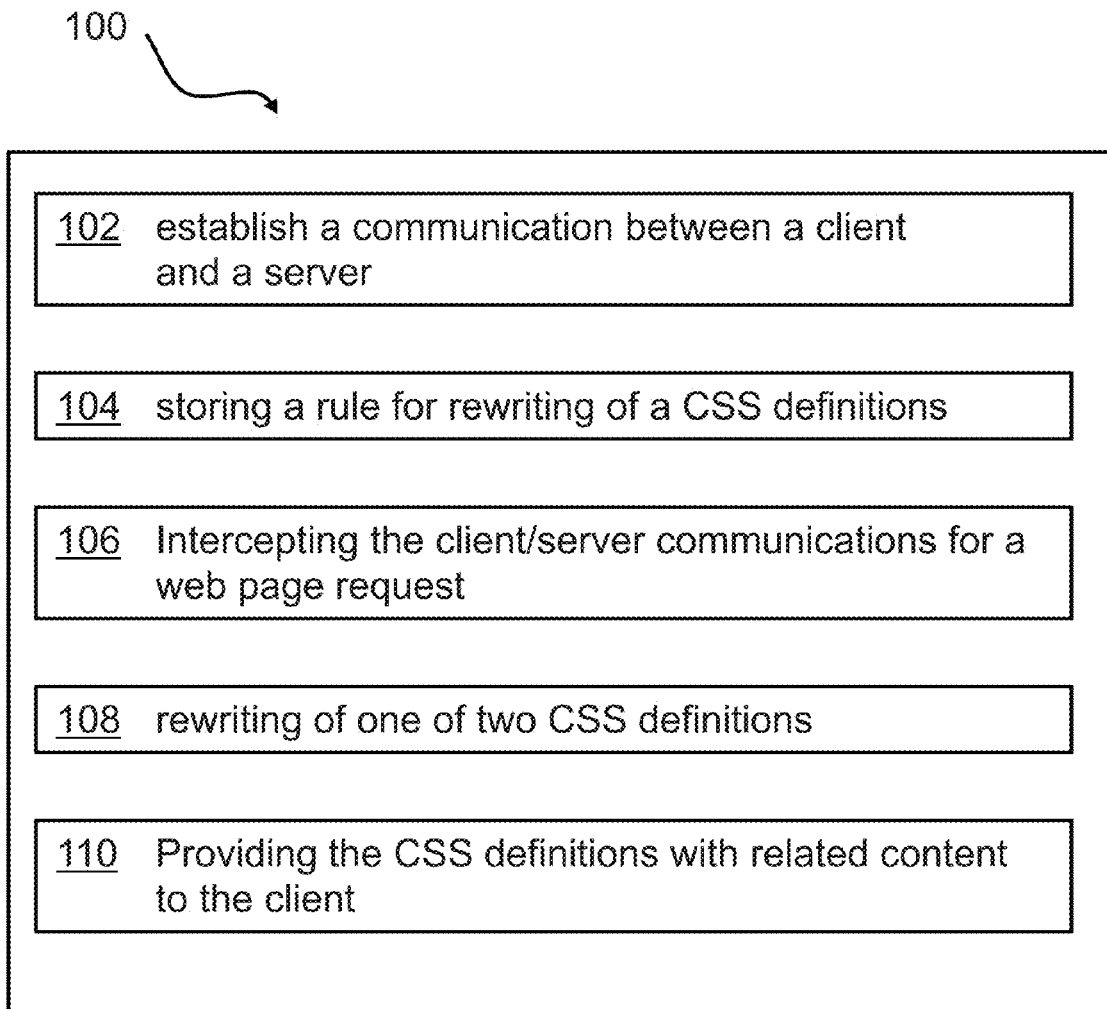 100
102 establish a communication between a client
and a server
104 storing a rule for rewriting of a CSS definitions
106 Intercepting the client/server communications for a
web page request
108 rewriting of one of two CSS definitions
110 Providing the CSS definitions with related content
to the client